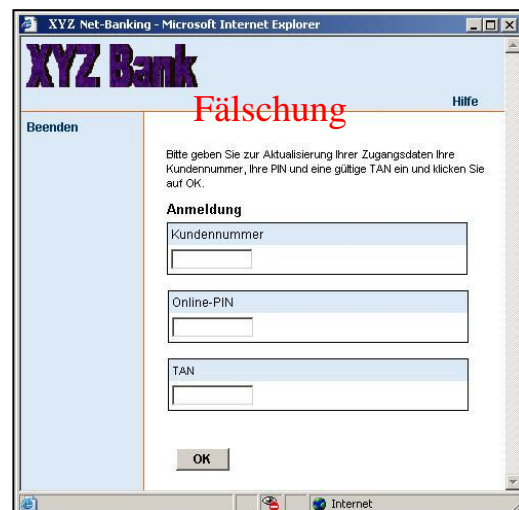 XYZ Net-Banking - Microsoft Internet Explorer
XYZ Bank
Fälschung
Hilfe
Beenden
Bitte geben Sie zur Aktualisierung Ihrer Zugangsdaten Ihre
Kundennummer, Ihre PIN und eine gültige TAN ein und klicken Sie
auf OK.
Anmeldung
Kundennummer
Online-PIN
TAN
OK
Internet